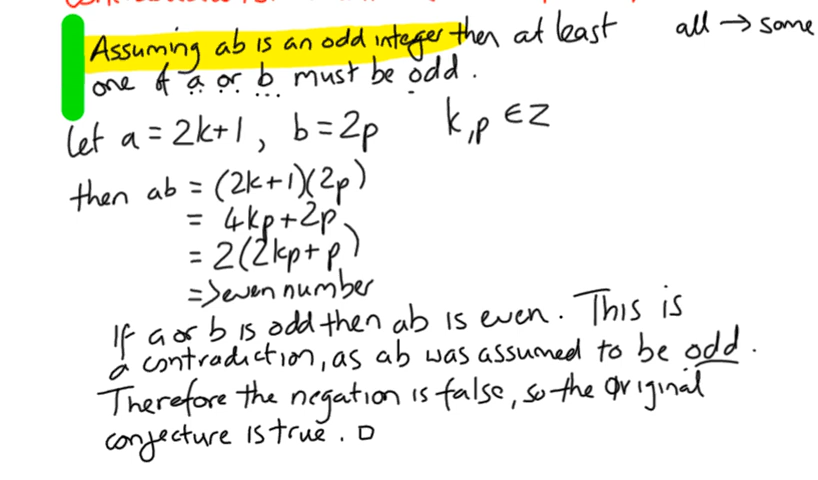 Assuming ab is an odd integer then at least all → some
one of a or b must be odd.
let a = 2k+1, b = 2p k,p ∈ Z
then ab = (2k+1)(2p)
= 4kp+2p
= 2(2kp+p)
=> even number
If a or b is odd then ab is even. This is
a contradiction, as ab was assumed to be odd.
Therefore the negation is false, so the original
conjecture is true. □